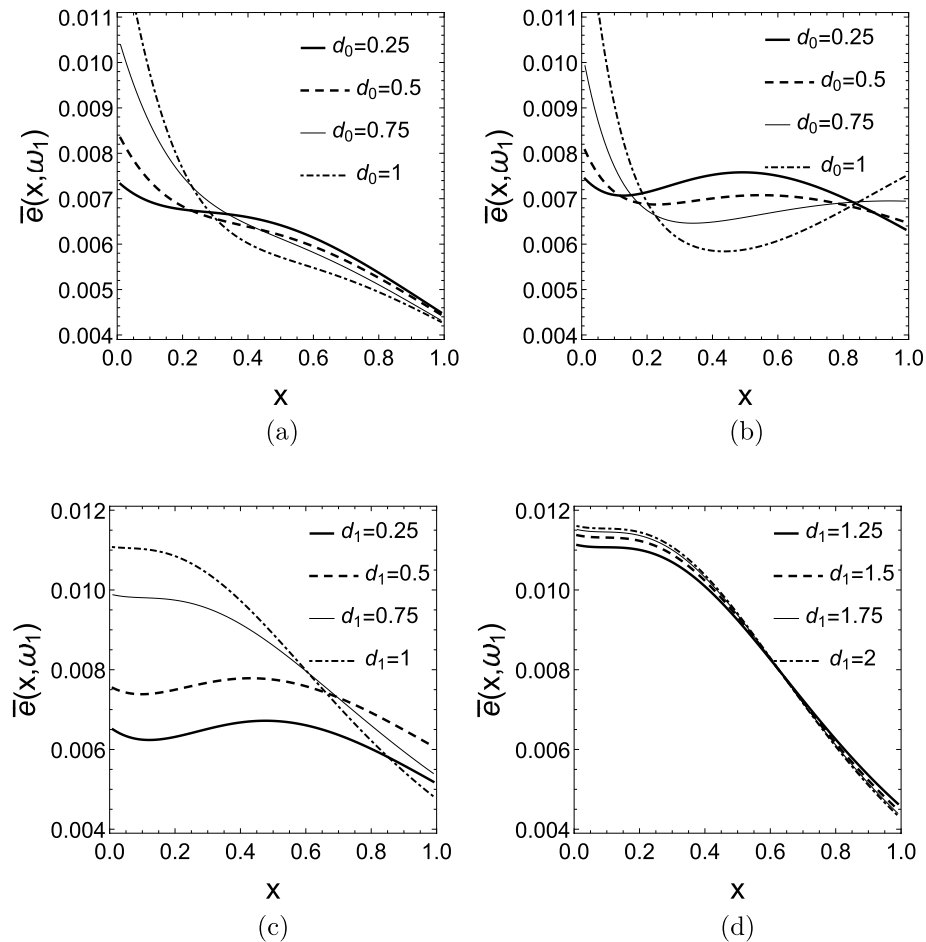 0.011
0.010
0.009
0.008
0.007
0.006
0.005
0.004
0.0 0.2 0.4 0.6 0.8 1.0
e̅(x,ω₁)
x
d₀=0.25
d₀=0.5
d₀=0.75
d₀=1
(a)
0.011
0.010
0.009
0.008
0.007
0.006
0.005
0.004
0.0 0.2 0.4 0.6 0.8 1.0
e̅(x,ω₁)
x
d₀=0.25
d₀=0.5
d₀=0.75
d₀=1
(b)
0.012
0.010
0.008
0.006
0.004
0.0 0.2 0.4 0.6 0.8 1.0
e̅(x,ω₁)
x
d₁=0.25
d₁=0.5
d₁=0.75
d₁=1
(c)
0.012
0.010
0.008
0.006
0.004
0.0 0.2 0.4 0.6 0.8 1.0
e̅(x,ω₁)
x
d₁=1.25
d₁=1.5
d₁=1.75
d₁=2
(d)